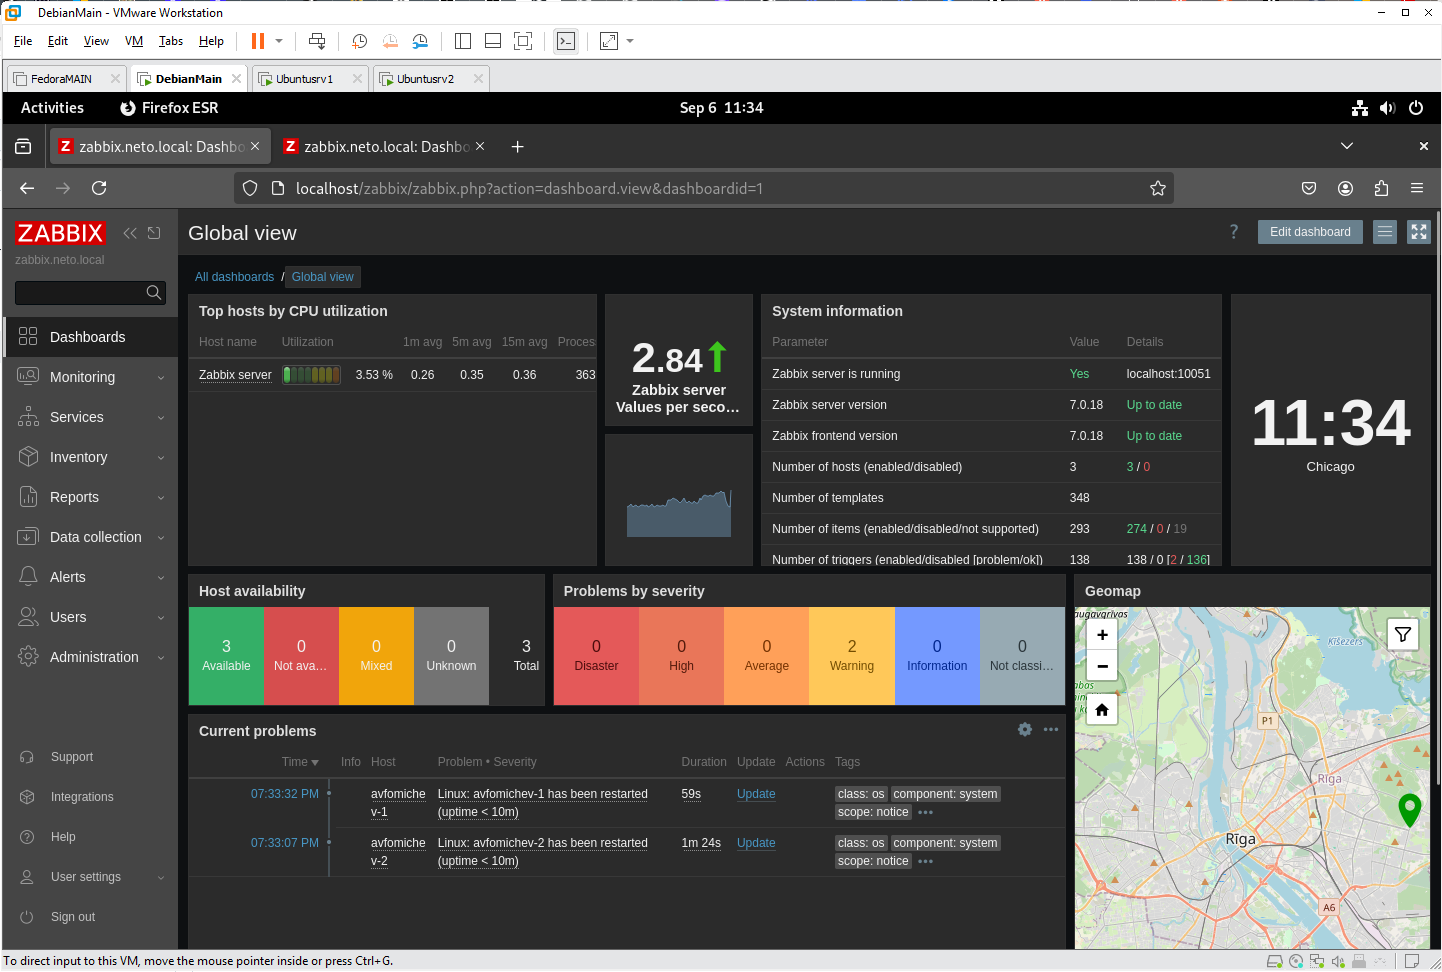 DebianMain - VMware Workstation
File Edit View VM Tabs Help
FedoraMAIN DebianMain Ubuntusrv1 Ubuntusrv2
Activities Firefox ESR Sep 6 11:34
zabbix.neto.local: Dashbo zabbix.neto.local: Dashbo
localhost/zabbix/zabbix.php?action=dashboard.view&dashboardid=1
ZABBIX
zabbix.neto.local
Dashboards
Monitoring
Services
Inventory
Reports
Data collection
Alerts
Users
Administration
Support
Integrations
Help
User settings
Sign out
Global view
? Edit dashboard
All dashboards / Global view
Top hosts by CPU utilization
Host name Utilization 1m avg 5m avg 15m avg Process
Zabbix server 3.53 % 0.26 0.35 0.36 363
2.84
Zabbix server
Values per seco…
System information
Parameter Value Details
Zabbix server is running Yes localhost:10051
Zabbix server version 7.0.18 Up to date
Zabbix frontend version 7.0.18 Up to date
Number of hosts (enabled/disabled) 3 3 / 0
Number of templates 348
Number of items (enabled/disabled/not supported) 293 274 / 0 / 19
Number of triggers (enabled/disabled [problem/ok]) 138 138 / 0 [2 / 136]
11:34
Chicago
Host availability
3 0 0 0 3
Available Not ava… Mixed Unknown Total
Problems by severity
0 0 0 2 0 0
Disaster High Average Warning Information Not classi…
Current problems
Time Info Host Problem • Severity Duration Update Actions Tags
07:33:32 PM avfomiche Linux: avfomichev-1 has been restarted 59s Update class: os component: system
v-1 (uptime < 10m) scope: notice
07:33:07 PM avfomiche Linux: avfomichev-2 has been restarted 1m 24s Update class: os component: system
v-2 (uptime < 10m) scope: notice
Geomap
augavgrīvas
Ķīšezers
+
−
P1
Rīga
Rīga
A6
To direct input to this VM, move the mouse pointer inside or press Ctrl+G.